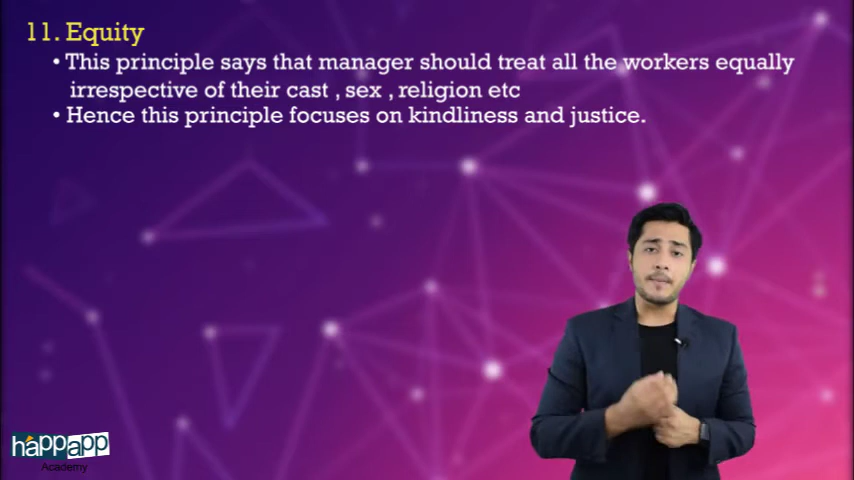 11. Equity
• This principle says that manager should treat all the workers equally
irrespective of their cast , sex , religion etc
• Hence this principle focuses on kindliness and justice.
happapp
Academy